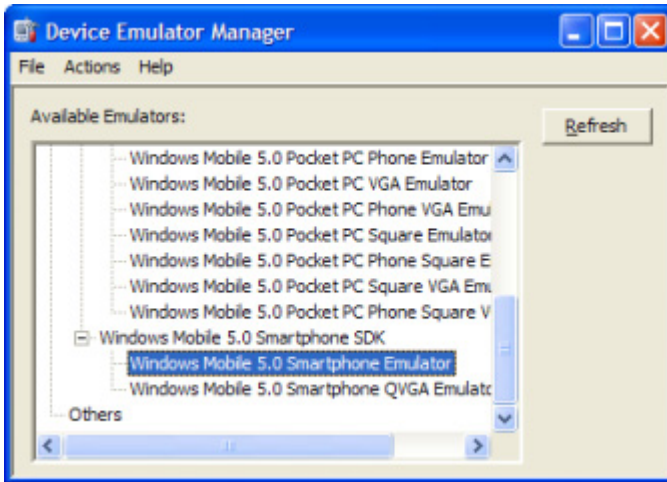 Device Emulator Manager
File Actions Help
Available Emulators:
Refresh
Windows Mobile 5.0 Pocket PC Phone Emulator
Windows Mobile 5.0 Pocket PC VGA Emulator
Windows Mobile 5.0 Pocket PC Phone VGA Emu
Windows Mobile 5.0 Pocket PC Square Emulator
Windows Mobile 5.0 Pocket PC Phone Square E
Windows Mobile 5.0 Pocket PC Square VGA Emu
Windows Mobile 5.0 Pocket PC Phone Square V
Windows Mobile 5.0 Smartphone SDK
Windows Mobile 5.0 Smartphone Emulator
Windows Mobile 5.0 Smartphone QVGA Emulato
Others